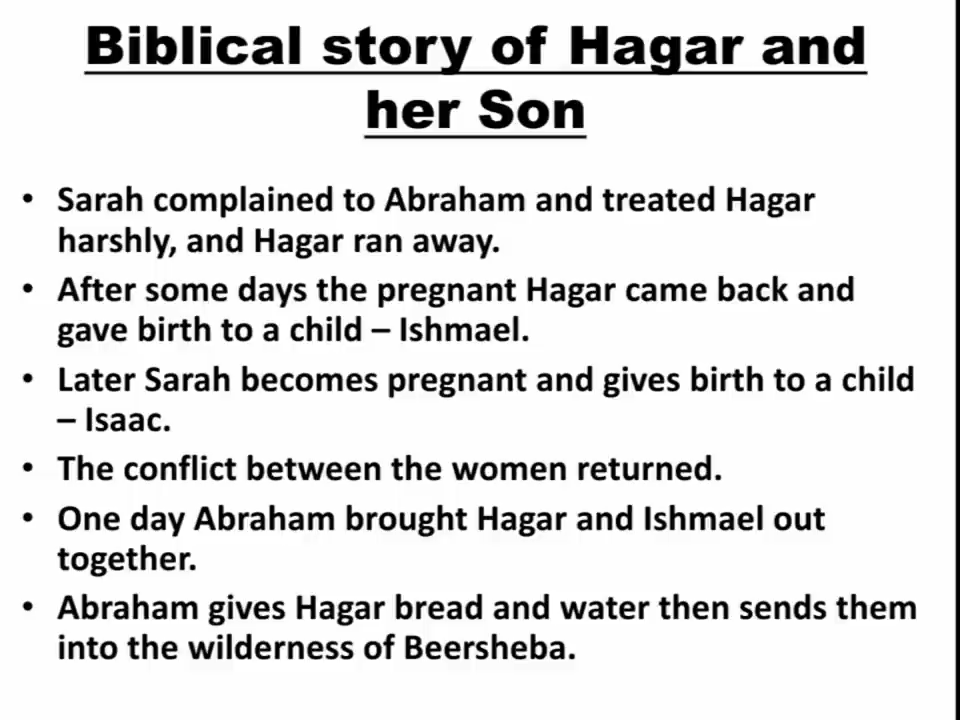 Biblical story of Hagar and
her Son
• Sarah complained to Abraham and treated Hagar
harshly, and Hagar ran away.
• After some days the pregnant Hagar came back and
gave birth to a child – Ishmael.
• Later Sarah becomes pregnant and gives birth to a child
– Isaac.
• The conflict between the women returned.
• One day Abraham brought Hagar and Ishmael out
together.
• Abraham gives Hagar bread and water then sends them
into the wilderness of Beersheba.